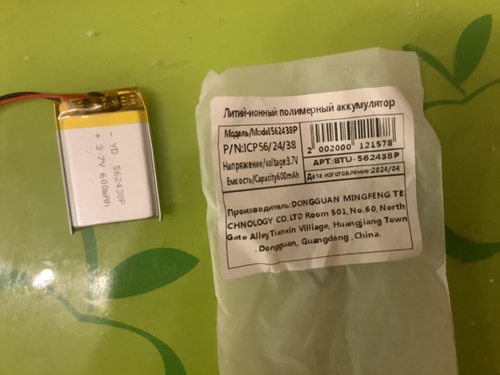 - YD 562438P
+ 3.7V 600mAh
Литий-ионный полимерный аккумулятор
Модель/Model:562438P
P/N:ICP56/24/38
Напряжение/voltage:3.7V
Емкость/Capacity:600mAh
2 002000 121578
АРТ:BTU-562438P
Дата изготовления:2024/04
Производитель:DONGGUAN MINGFENG TE
CHNOLOGY CO.,LTD Room 501, No.60, North
Gate Alley,Tianxin Villiage, Huangjiang Town
, Dongguan, Guangdong ,China.